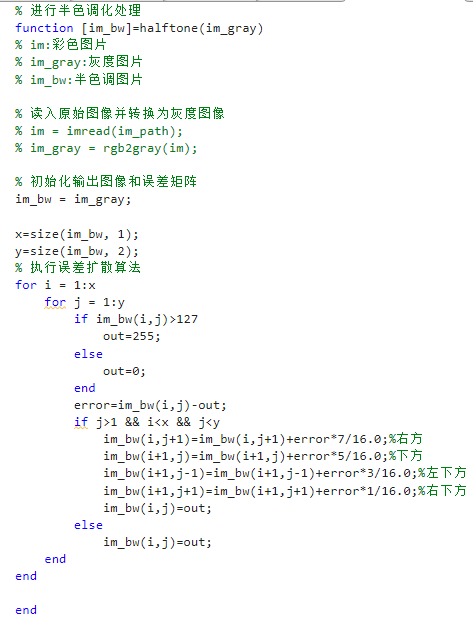 % 进行半色调化处理
function [im_bw]=halftone(im_gray)
% im:彩色图片
% im_gray:灰度图片
% im_bw:半色调图片

% 读入原始图像并转换为灰度图像
% im = imread(im_path);
% im_gray = rgb2gray(im);

% 初始化输出图像和误差矩阵
im_bw = im_gray;

x=size(im_bw, 1);
y=size(im_bw, 2);
% 执行误差扩散算法
for i = 1:x
    for j = 1:y
        if im_bw(i,j)>127
            out=255;
        else
            out=0;
        end
        error=im_bw(i,j)-out;
        if j>1 && i<x && j<y
            im_bw(i,j+1)=im_bw(i,j+1)+error*7/16.0;%右方
            im_bw(i+1,j)=im_bw(i+1,j)+error*5/16.0;%下方
            im_bw(i+1,j-1)=im_bw(i+1,j-1)+error*3/16.0;%左下方
            im_bw(i+1,j+1)=im_bw(i+1,j+1)+error*1/16.0;%右下方
            im_bw(i,j)=out;
        else
            im_bw(i,j)=out;
    end
end

end